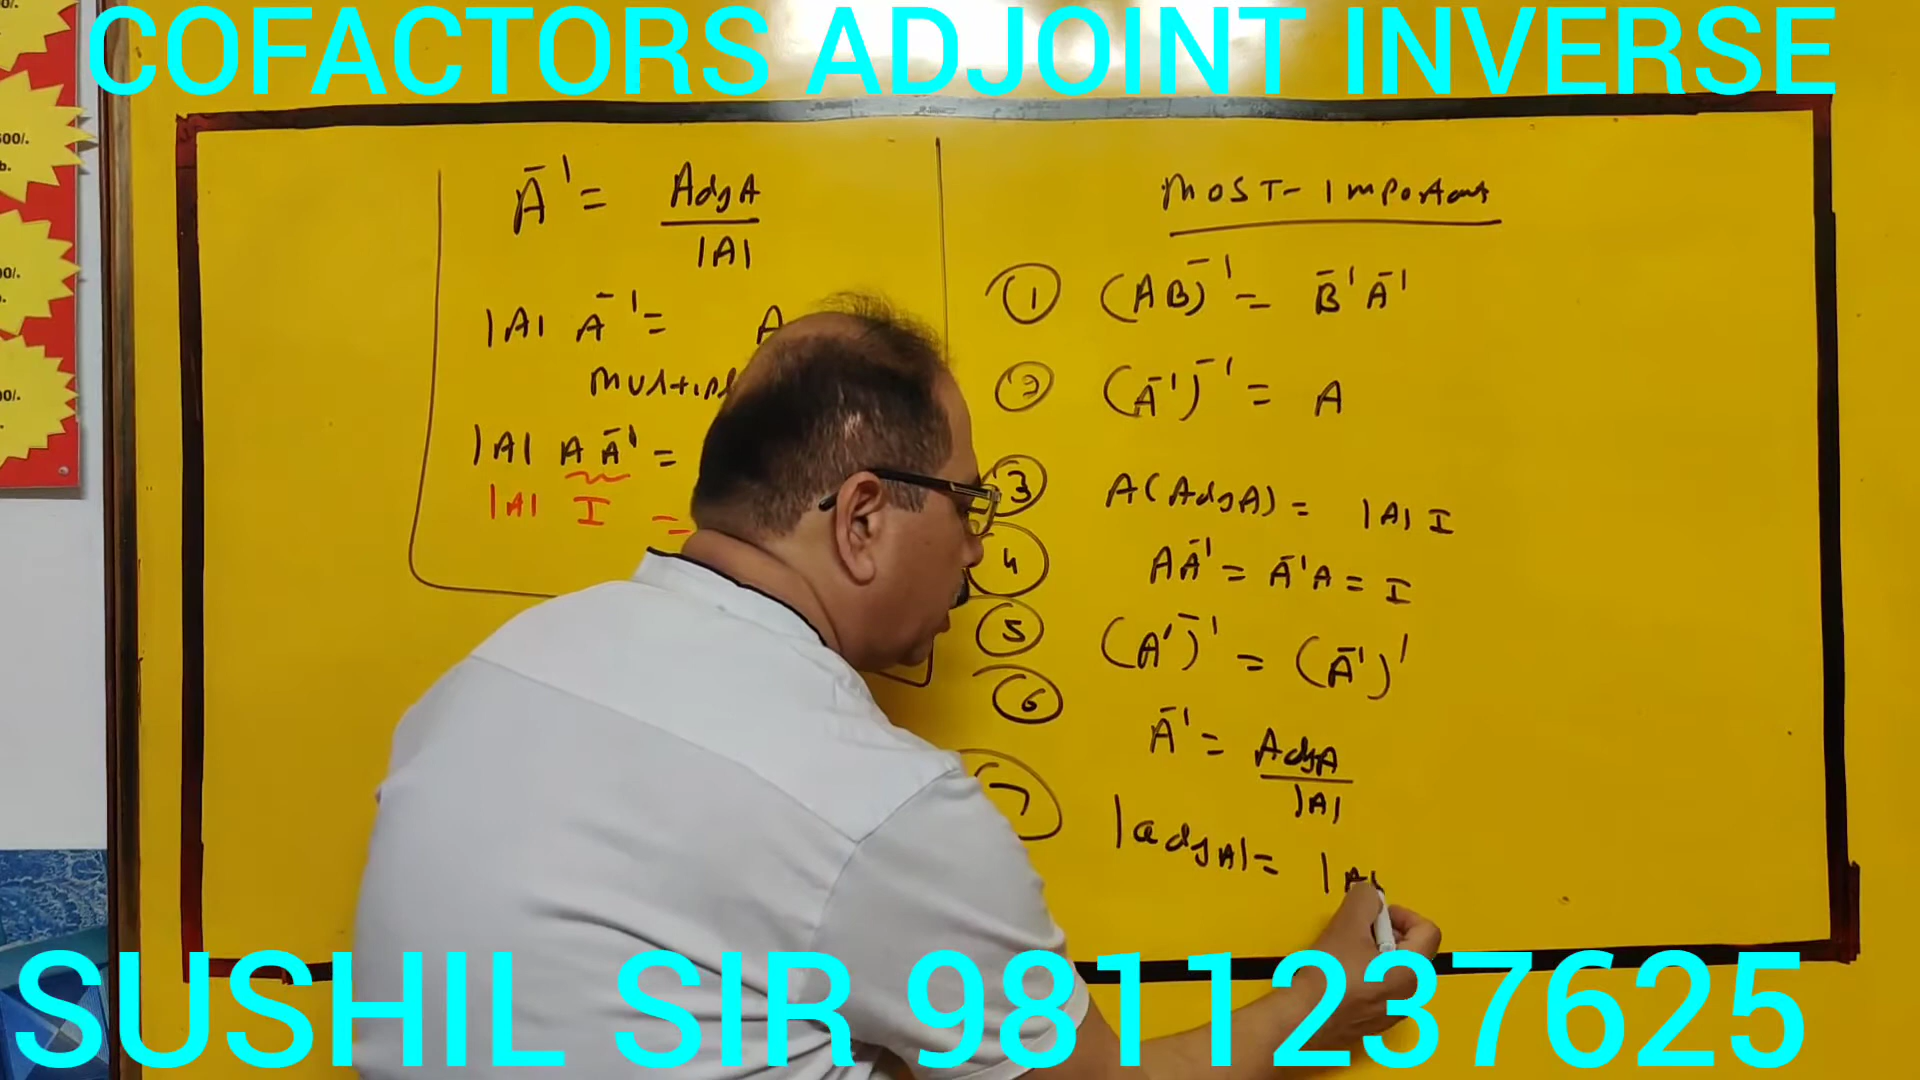 COFACTORS ADJOINT INVERSE
A⁻¹ = AdjA
|A|
|A| A⁻¹ = A
|A| A A⁻¹ =
|A| I =
MOST-Important
① (AB)⁻¹ = B⁻¹ A⁻¹
② (A⁻¹)⁻¹ = A
③ A(AdjA) = |A| I
④ AA⁻¹ = A⁻¹A = I
⑤ (A')⁻¹ = (A⁻¹)'
⑥ A⁻¹ = AdjA
|A|
⑦ |adjA| = |A|
SUSHIL SIR 9811237625